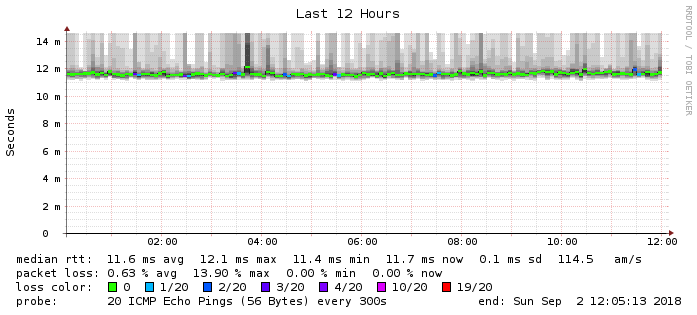 Last 12 Hours
RRDTOOL / TOBI OETIKER
Seconds
14 m
12 m
10 m
8 m
6 m
4 m
2 m
0
02:00 04:00 06:00 08:00 10:00 12:00
median rtt: 11.6 ms avg 12.1 ms max 11.4 ms min 11.7 ms now 0.1 ms sd 114.5 am/s
packet loss: 0.63 % avg 13.90 % max 0.00 % min 0.00 % now
loss color: 0 1/20 2/20 3/20 4/20 10/20 19/20
probe: 20 ICMP Echo Pings (56 Bytes) every 300s end: Sun Sep 2 12:05:13 2018